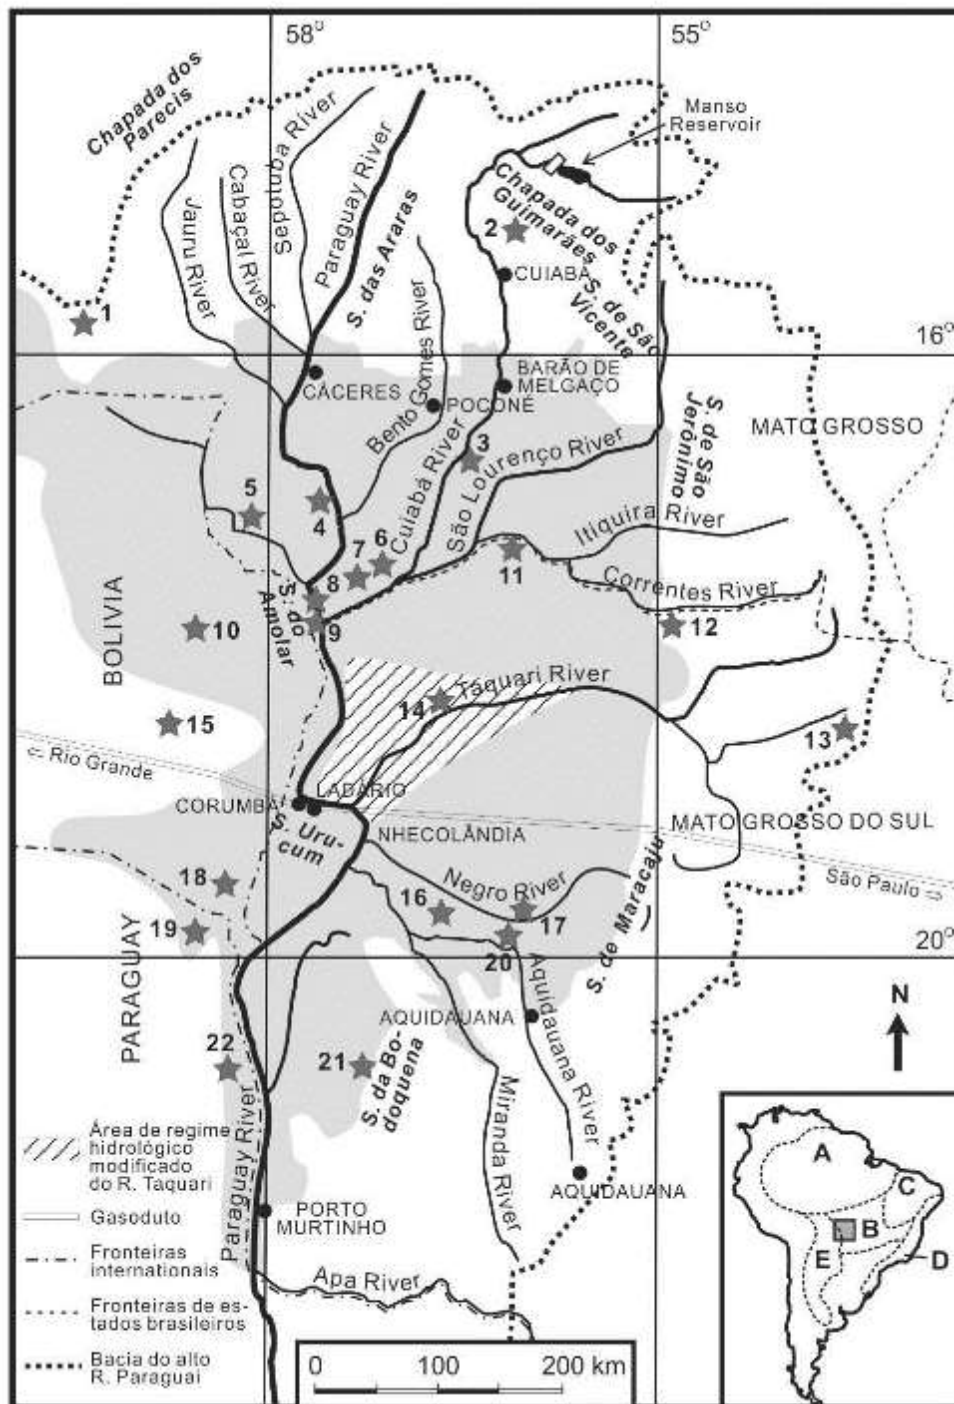 58°
55°
Chapada dos
Parecis
Manso
Reservoir
Jauru River
Cabaçal River
Sepotuba River
Paraguay River
S. das Araras
Chapada dos
Guimarães
2
CUIABÁ
S. de São
Vicente
1
16°
CÁCERES
Bento Gomes River
POCONÉ
BARÃO DE
MELGAÇO
S. de São
Jerônimo
MATO GROSSO
Cuiabá River
3
São Lourenço River
5
4
Itiquira River
7
6
11
8
Correntes River
BOLIVIA
S. do
Amolar
10
9
12
Taquari River
14
15
13
Rio Grande
LADÁRIO
CORUMBÁ
S. Uru-
cum
NHECOLÂNDIA
MATO GROSSO DO SUL
São Paulo
18
Negro River
16
17
19
S. de Maracaju
20
20°
PARAGUAY
Aquidauana River
AQUIDAUANA
N
22
21
S. da Bo-
doquena
Miranda River
Área de regime
hidrológico
modificado
do R. Taquari
Paraguay River
AQUIDAUANA
Gasoduto
PORTO
MURTINHO
Fronteiras
internationais
Apa River
Fronteiras de es-
tados brasileiros
Bacia do alto
R. Paraguai
0 100 200 km
A
C
B
E
D